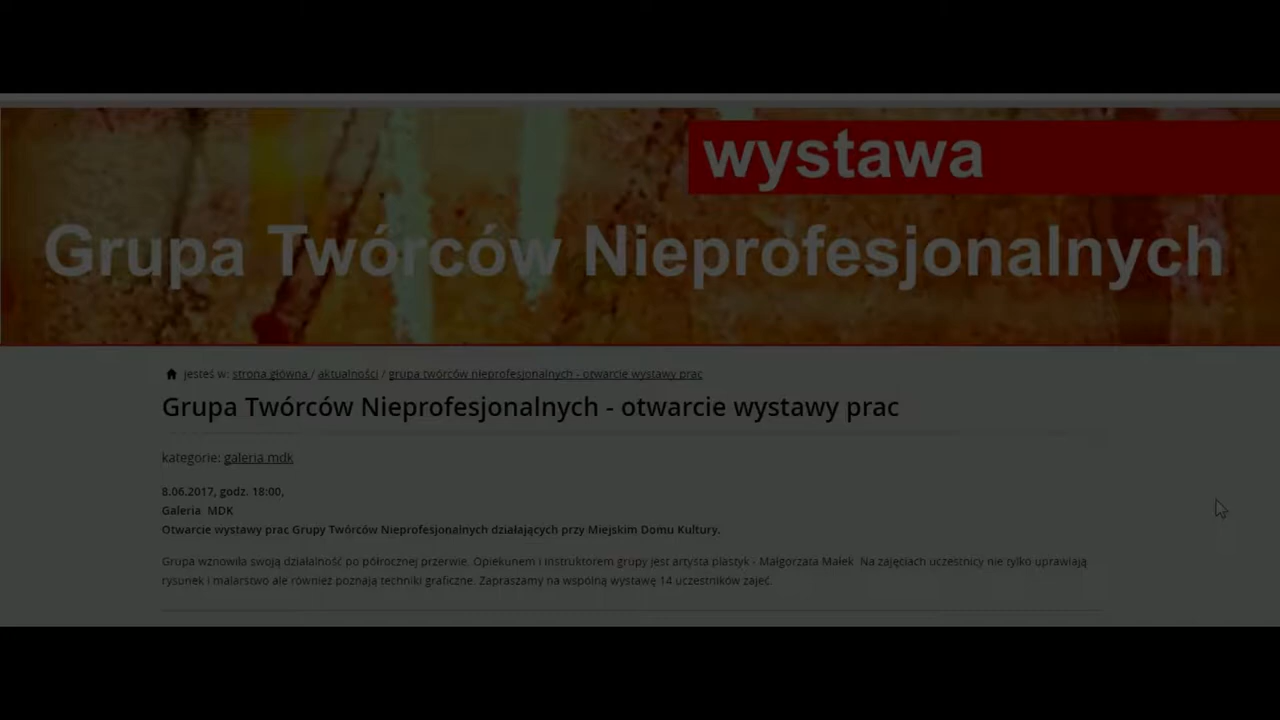 wystawa
Grupa Twórców Nieprofesjonalnych
jesteś w: strona główna / aktualności / grupa twórców nieprofesjonalnych - otwarcie wystawy prac
Grupa Twórców Nieprofesjonalnych - otwarcie wystawy prac
kategorie: galeria mdk
8.06.2017, godz. 18:00,
Galeria MDK
Otwarcie wystawy prac Grupy Twórców Nieprofesjonalnych działających przy Miejskim Domu Kultury.
Grupa wznowiła swoją działalność po półrocznej przerwie. Opiekunem i instruktorem grupy jest artysta plastyk - Małgorzata Małek Na zajęciach uczestnicy nie tylko uprawiają
rysunek i malarstwo ale również poznają techniki graficzne. Zapraszamy na wspólną wystawę 14 uczestników zajęć.